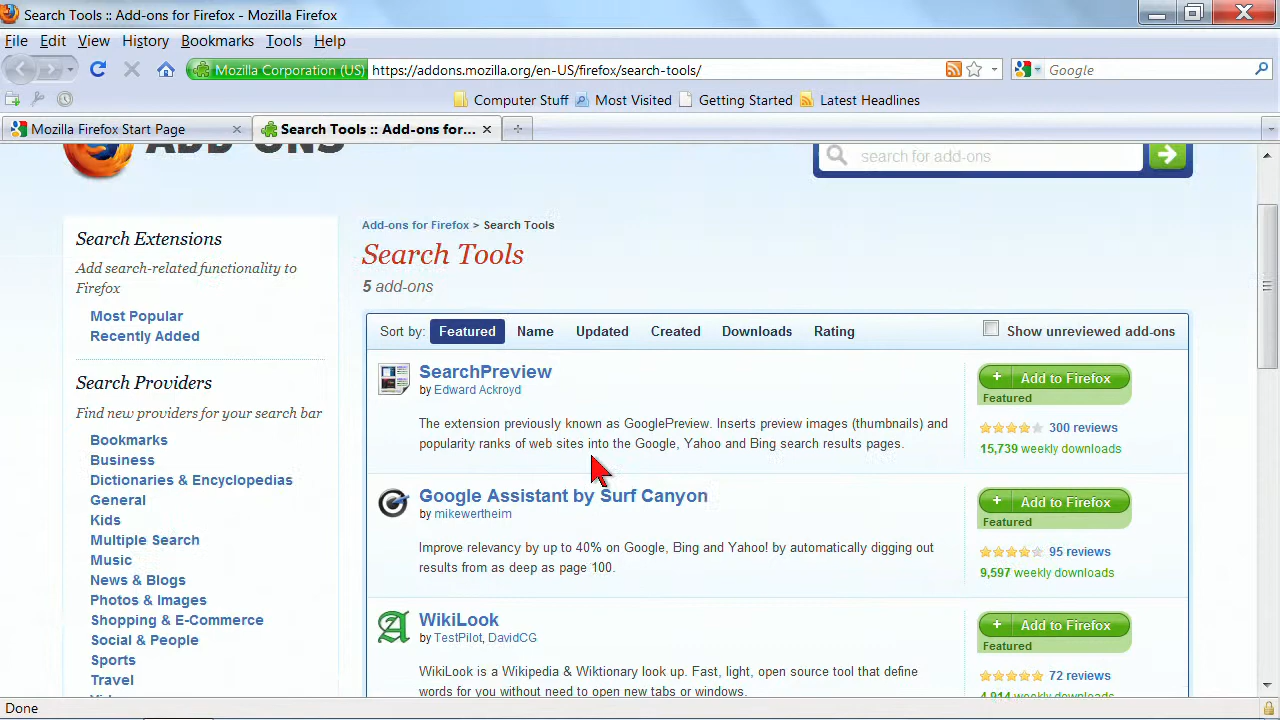 Search Tools :: Add-ons for Firefox - Mozilla Firefox
File Edit View History Bookmarks Tools Help
Mozilla Corporation (US) https://addons.mozilla.org/en-US/firefox/search-tools/ Google
Computer Stuff Most Visited Getting Started Latest Headlines
Mozilla Firefox Start Page Search Tools :: Add-ons for...
ADD-ONS search for add-ons
Search Extensions
Add search-related functionality to
Firefox
Most Popular
Recently Added
Search Providers
Find new providers for your search bar
Bookmarks
Business
Dictionaries & Encyclopedias
General
Kids
Multiple Search
Music
News & Blogs
Photos & Images
Shopping & E-Commerce
Social & People
Sports
Travel
Add-ons for Firefox > Search Tools
Search Tools
5 add-ons
Sort by: Featured Name Updated Created Downloads Rating Show unreviewed add-ons
SearchPreview
by Edward Ackroyd
The extension previously known as GooglePreview. Inserts preview images (thumbnails) and
popularity ranks of web sites into the Google, Yahoo and Bing search results pages.
+ Add to Firefox
Featured
300 reviews
15,739 weekly downloads
Google Assistant by Surf Canyon
by mikewertheim
Improve relevancy by up to 40% on Google, Bing and Yahoo! by automatically digging out
results from as deep as page 100.
+ Add to Firefox
Featured
95 reviews
9,597 weekly downloads
WikiLook
by TestPilot, DavidCG
WikiLook is a Wikipedia & Wiktionary look up. Fast, light, open source tool that define
words for you without need to open new tabs or windows.
+ Add to Firefox
Featured
72 reviews
4,914 weekly downloads
Done